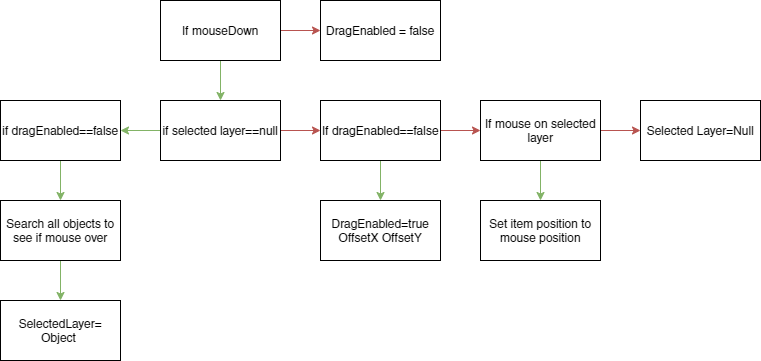 If mouseDown
DragEnabled = false
if dragEnabled==false
if selected layer==null
If dragEnabled==false
If mouse on selected
layer
Selected Layer=Null
Search all objects to
see if mouse over
DragEnabled=true
OffsetX OffsetY
Set item position to
mouse position
SelectedLayer=
Object